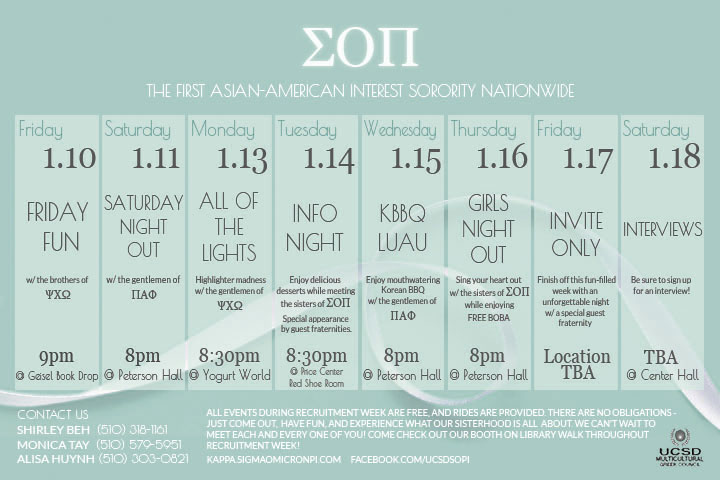 ΣΟΠ
THE FIRST ASIAN-AMERICAN INTEREST SORORITY NATIONWIDE
Friday
1.10
FRIDAY
FUN
w/ the brothers of
ΨΧΩ
9pm
@ Geisel Book Drop
Saturday
1.11
SATURDAY
NIGHT
OUT
w/ the gentlemen of
ΠΑΦ
8pm
@ Peterson Hall
Monday
1.13
ALL OF
THE
LIGHTS
Highlighter madness
w/ the gentlemen of
ΨΧΩ
8:30pm
@ Yogurt World
Tuesday
1.14
INFO
NIGHT
Enjoy delicious
desserts while meeting
the sisters of ΣΟΠ
Special appearance
by guest fraternities.
8:30pm
@ Price Center
Red Shoe Room
Wednesday
1.15
KBBQ
LUAU
Enjoy mouthwatering
Korean BBQ
w/ the gentlemen of
ΠΑΦ
8pm
@ Peterson Hall
Thursday
1.16
GIRLS
NIGHT
OUT
Sing your heart out
w/ the sisters of ΣΟΠ
while enjoying
FREE BOBA
8pm
@ Peterson Hall
Friday
1.17
INVITE
ONLY
Finish off this fun-filled
week with an
unforgettable night
w/ a special guest
fraternity
Location
TBA
Saturday
1.18
INTERVIEWS
Be sure to sign up
for an interview!
TBA
@ Center Hall
CONTACT US
SHIRLEY BEH (510) 318-1161
MONICA TAY (510) 579-5951
ALISA HUYNH (510) 303-0821
ALL EVENTS DURING RECRUITMENT WEEK ARE FREE, AND RIDES ARE PROVIDED. THERE ARE NO OBLIGATIONS -
JUST COME OUT, HAVE FUN, AND EXPERIENCE WHAT OUR SISTERHOOD IS ALL ABOUT. WE CAN'T WAIT TO
MEET EACH AND EVERY ONE OF YOU! COME CHECK OUT OUR BOOTH ON LIBRARY WALK THROUGHOUT
RECRUITMENT WEEK!
KAPPA.SIGMAOMICRONPI.COM FACEBOOK.COM/UCSDSOPI
UCSD
MULTICULTURAL
GREEK COUNCIL